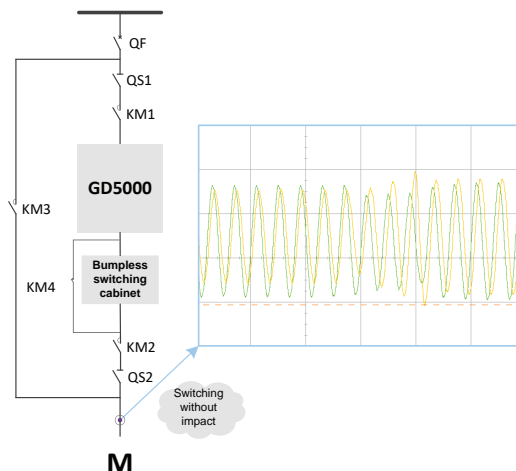 QF
QS1
KM1
GD5000
KM3
Bumpless
switching
cabinet
KM4
KM2
QS2
Switching
without
impact
M